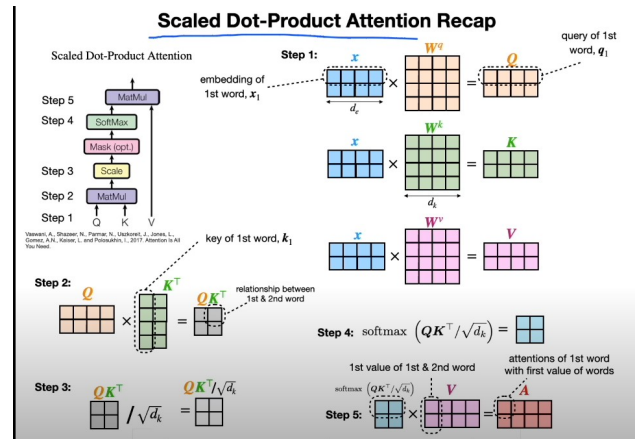 Scaled Dot-Product Attention Recap
Scaled Dot-Product Attention
Step 5
MatMul
Step 4
SoftMax
Mask (opt.)
Step 3
Scale
Step 2
MatMul
Step 1
Q K V
Vaswani, A., Shazeer, N., Parmar, N., Uszkoreit, J., Jones, L.,
Gomez, A.N., Kaiser, L. and Polosukhin, I., 2017. Attention Is All
You Need.
Step 1:
embedding of
1st word, x₁
x × W^q = Q
d_e
query of 1st
word, q₁
x × W^k = K
d_k
x × W^v = V
Step 2:
key of 1st word, k₁
Q × K^⊤ = QK^⊤
relationship between
1st & 2nd word
Step 3:
QK^⊤ / √d_k = QK^⊤/√d_k
Step 4: softmax (QK^⊤/√d_k) =
1st value of 1st & 2nd word
attentions of 1st word
with first value of words
softmax (QK^⊤/√d_k)
Step 5: × V = A